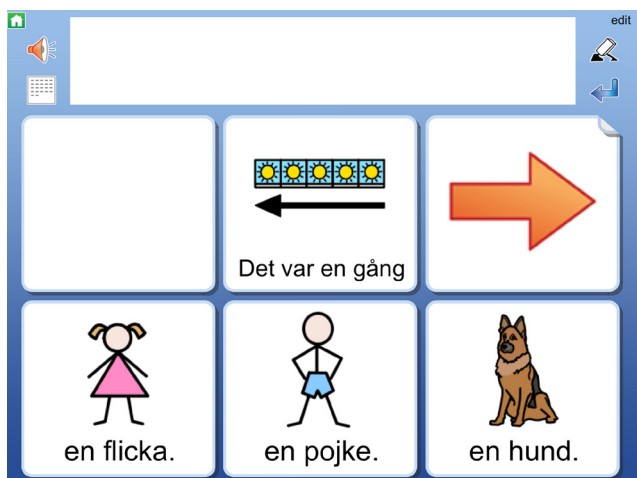 edit
Det var en gång
en flicka.
en pojke.
en hund.